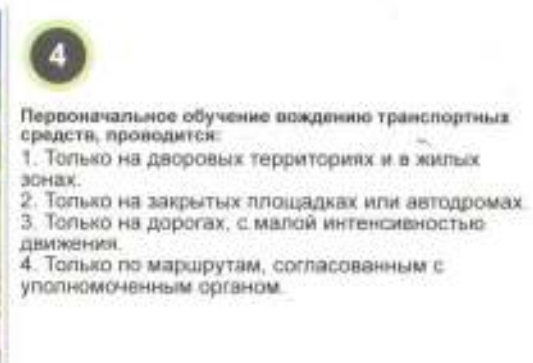 4
Первоначальное обучение вождению транспортных
средств, проводится:
1. Только на дворовых территориях и в жилых
зонах.
2. Только на закрытых площадках или автодромах.
3. Только на дорогах, с малой интенсивностью
движения.
4. Только по маршрутам, согласованным с
уполномоченным органом.